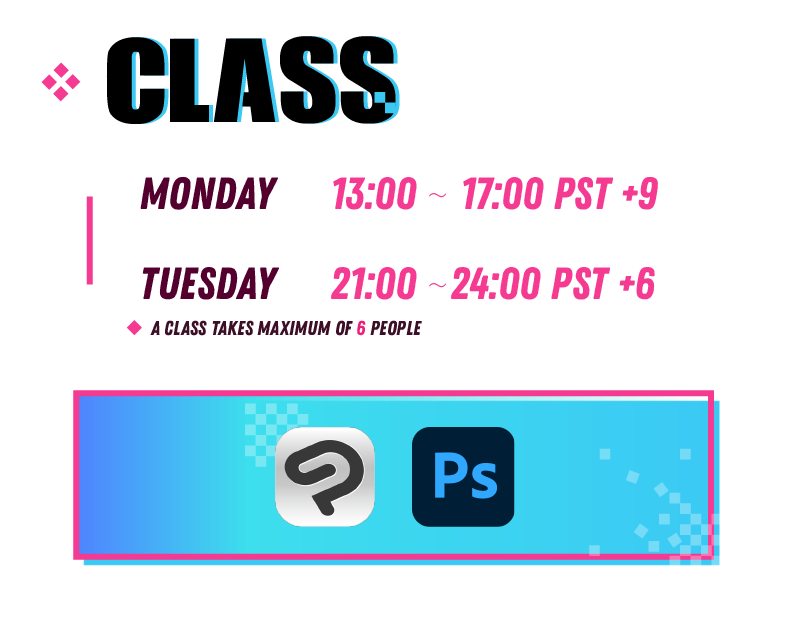 CLASS
MONDAY 13:00 ~ 17:00 PST +9
TUESDAY 21:00 ~24:00 PST +6
A CLASS TAKES MAXIMUM OF 6 PEOPLE
Ps